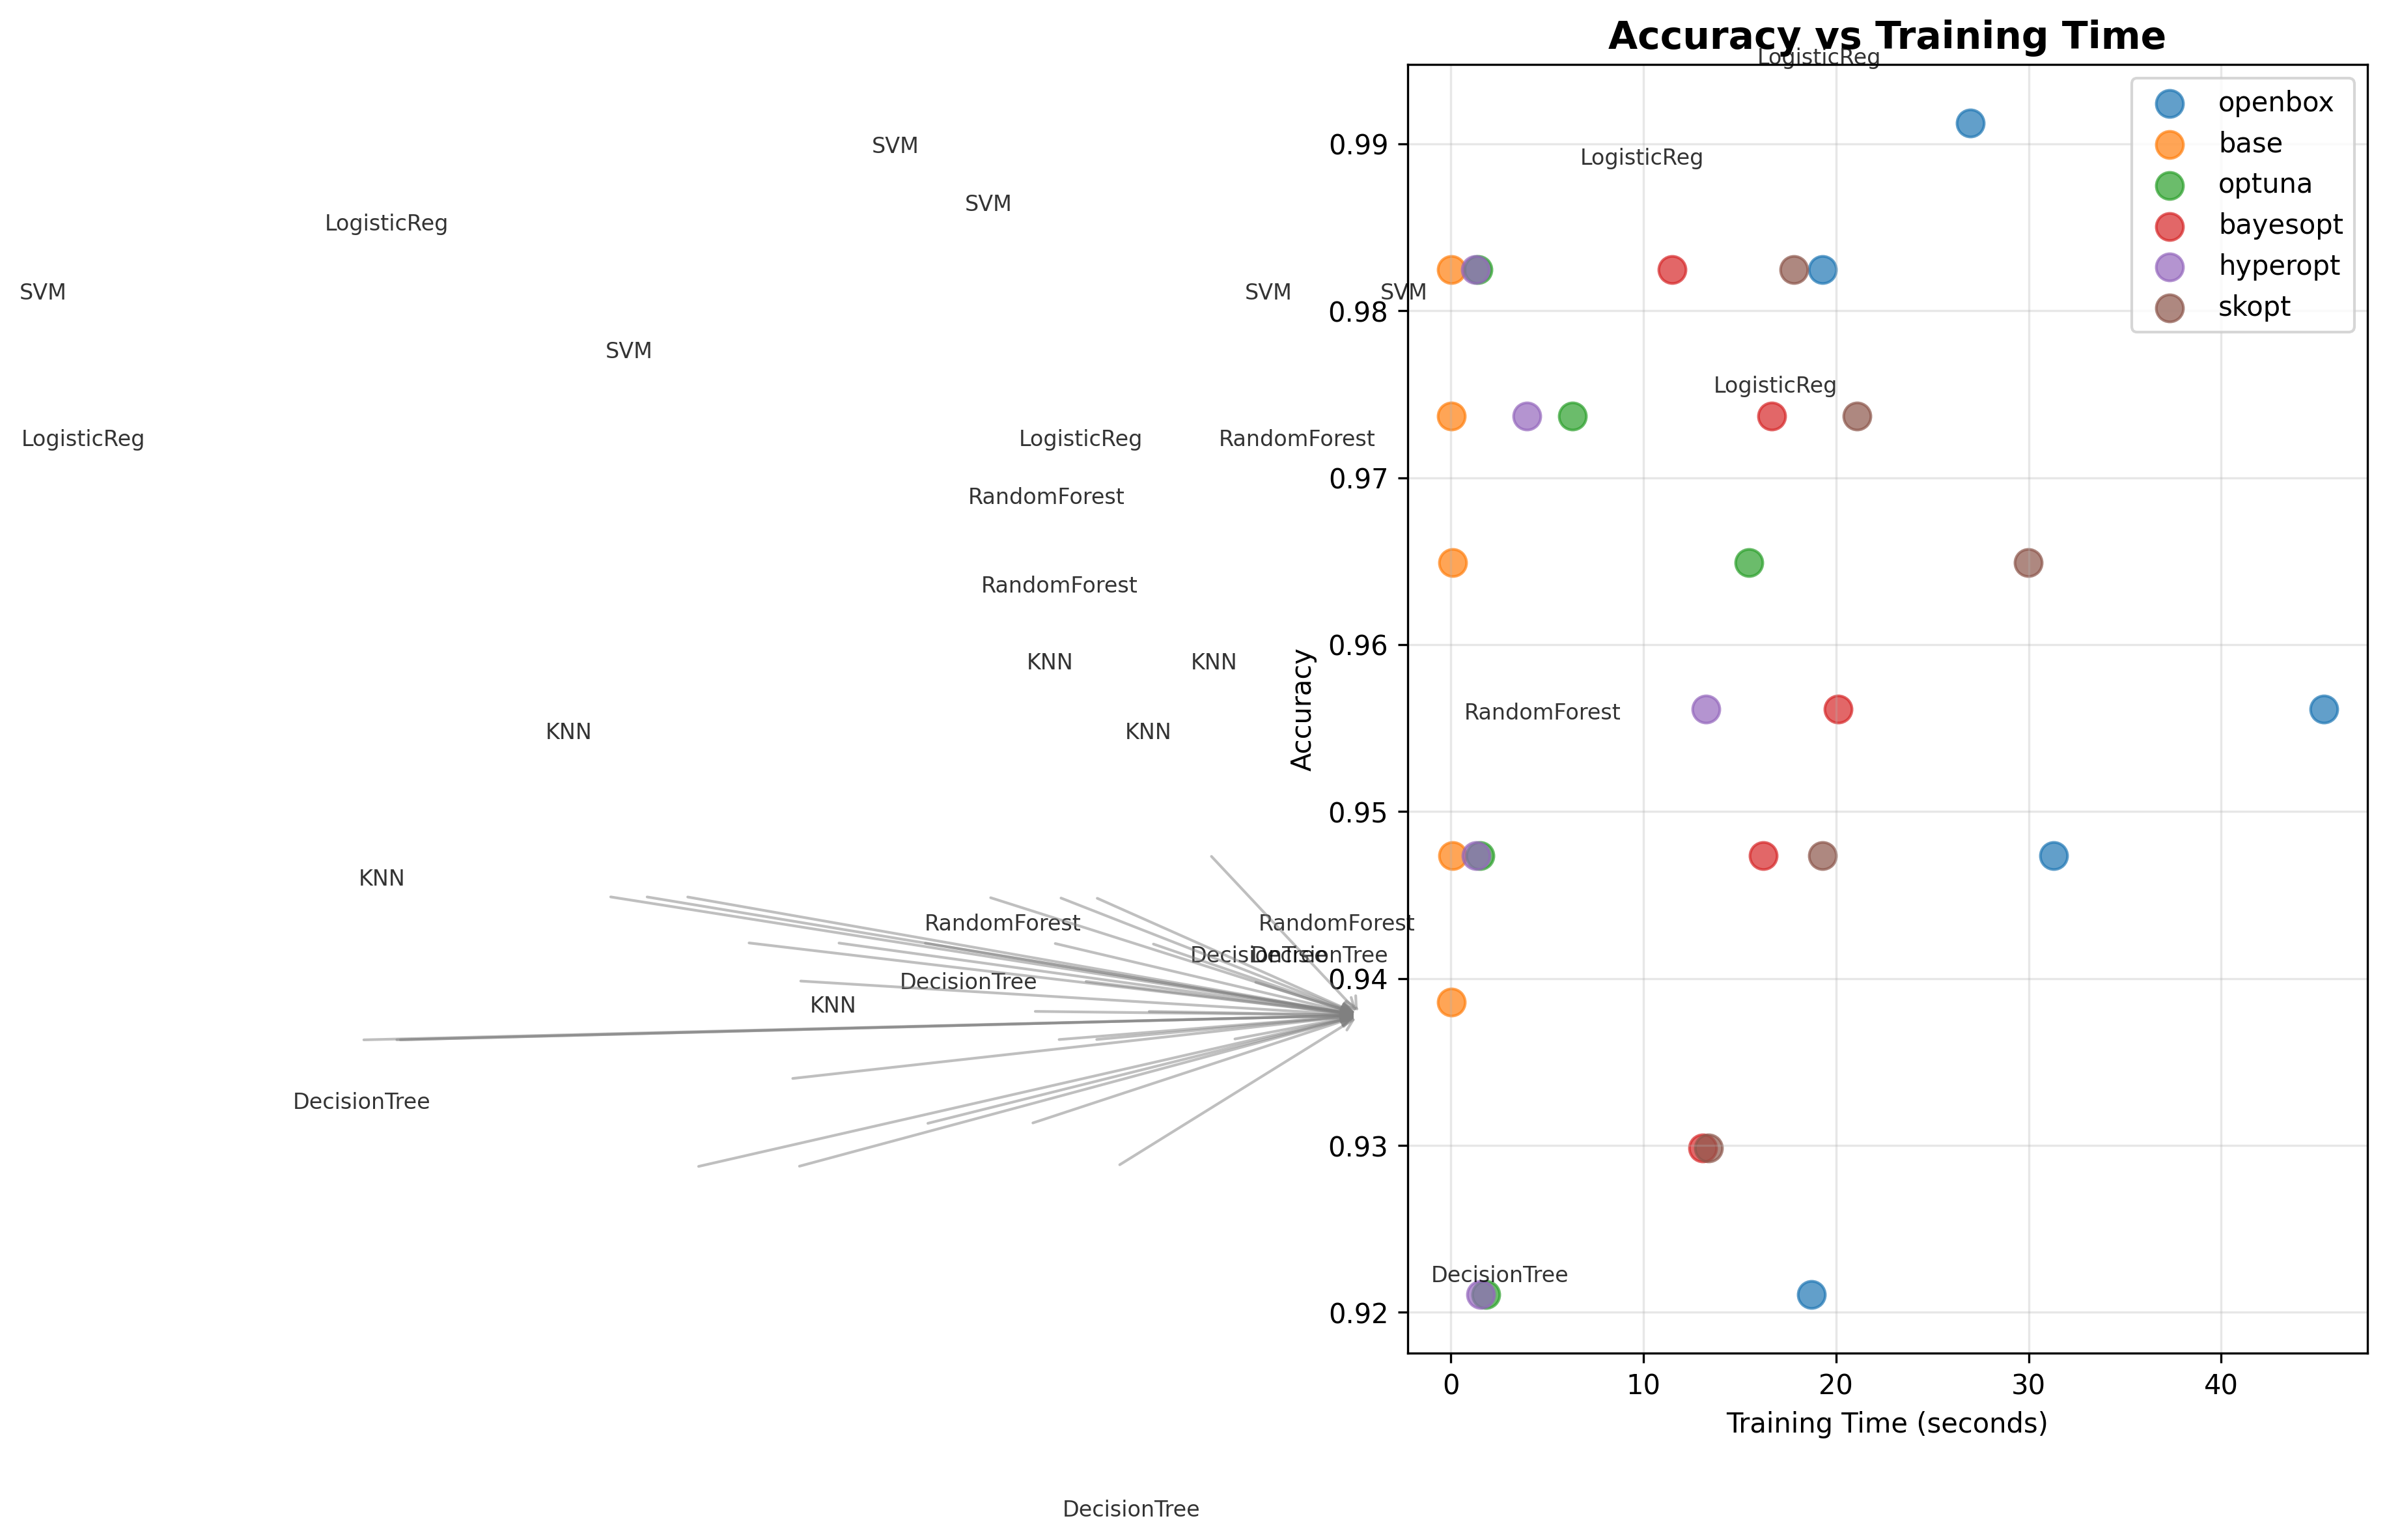 Accuracy vs Training Time
LogisticReg
SVM
LogisticReg
SVM
LogisticReg
SVM
SVM
SVM
SVM
LogisticReg
LogisticReg
LogisticReg
RandomForest
RandomForest
RandomForest
KNN
KNN
RandomForest
KNN
KNN
KNN
RandomForest
RandomForest
DecisionTree
DecisionTree
DecisionTree
KNN
DecisionTree
DecisionTree
DecisionTree
openbox
base
optuna
bayesopt
hyperopt
skopt
Accuracy
0.99
0.98
0.97
0.96
0.95
0.94
0.93
0.92
0
10
20
30
40
Training Time (seconds)